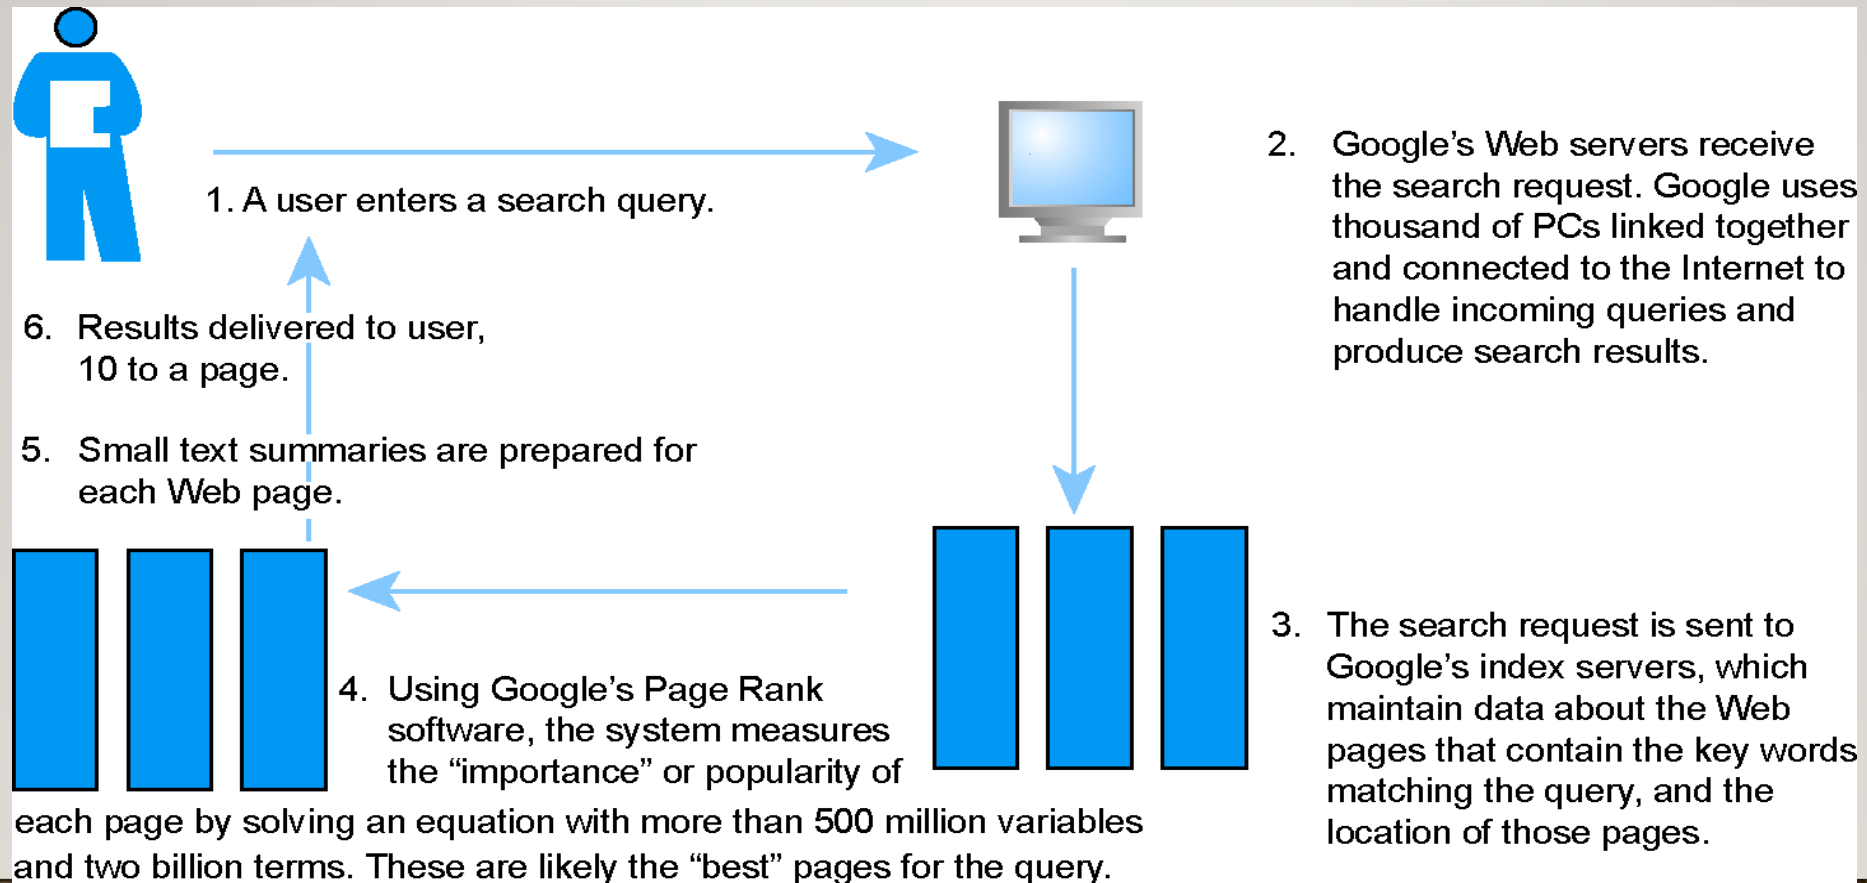 1. A user enters a search query.
2. Google’s Web servers receive
the search request. Google uses
thousand of PCs linked together
and connected to the Internet to
handle incoming queries and
produce search results.
3. The search request is sent to
Google’s index servers, which
maintain data about the Web
pages that contain the key words
matching the query, and the
location of those pages.
4. Using Google’s Page Rank
software, the system measures
the “importance” or popularity of
each page by solving an equation with more than 500 million variables
and two billion terms. These are likely the “best” pages for the query.
5. Small text summaries are prepared for
each Web page.
6. Results delivered to user,
10 to a page.